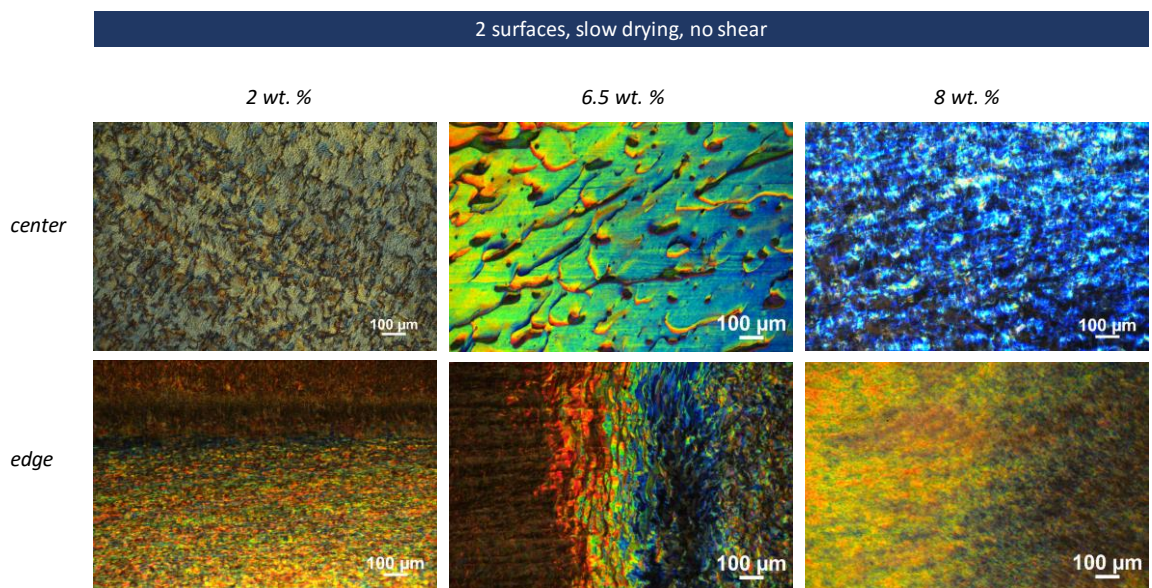 2 surfaces, slow drying, no shear
2 wt. %
6.5 wt. %
8 wt. %
center
100 µm
100 µm
100 µm
edge
100 µm
100 µm
100 µm